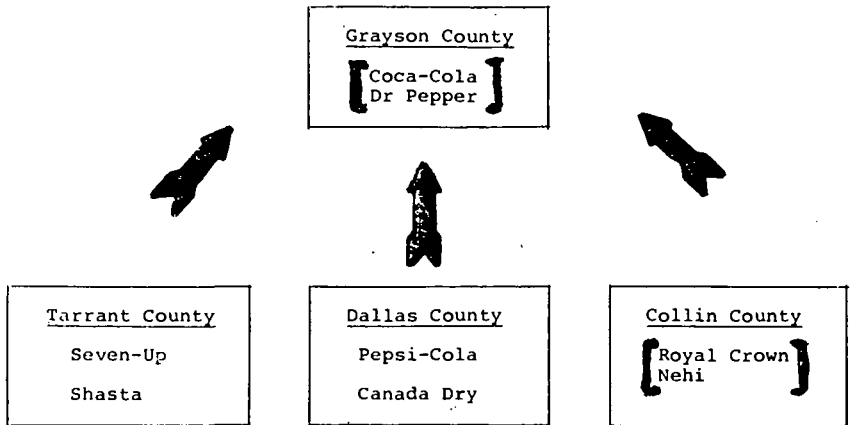 Grayson County
Coca-Cola
Dr Pepper
Tarrant County
Seven-Up
Shasta
Dallas County
Pepsi-Cola
Canada Dry
Collin County
Royal Crown
Nehi